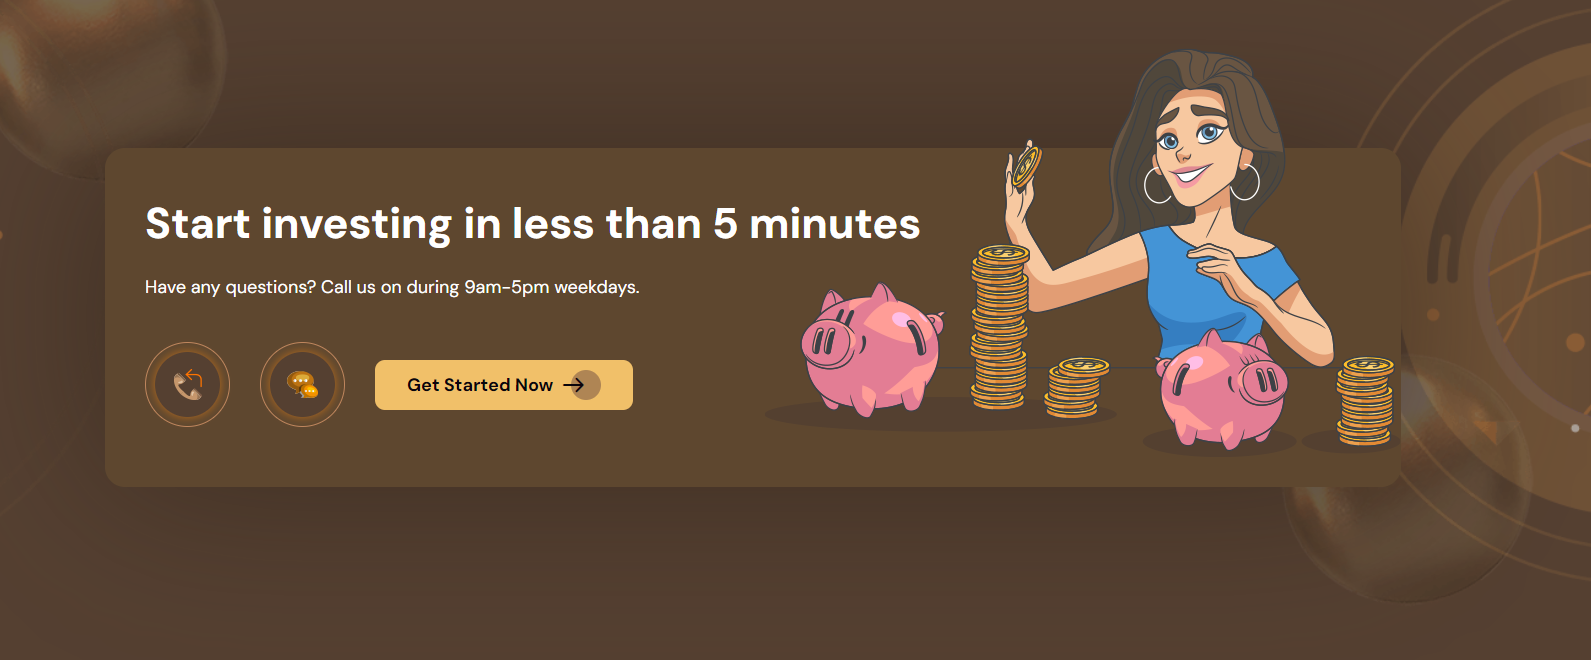 Start investing in less than 5 minutes
Have any questions? Call us on during 9am-5pm weekdays.
Get Started Now